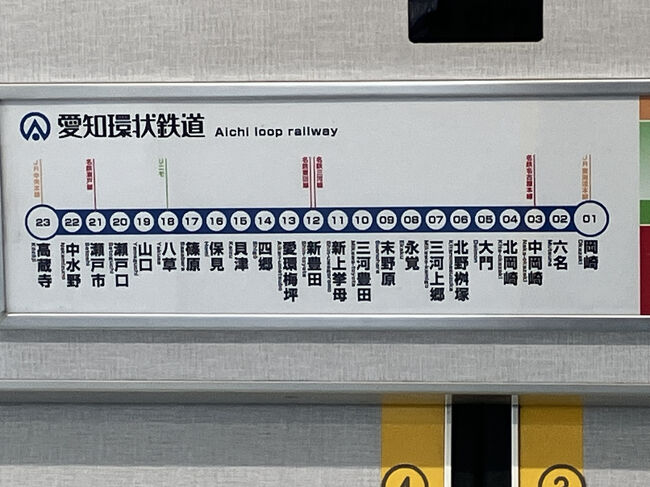 愛知環状鉄道 Aichi loop railway
JR中央本線
名鉄瀬戸線
リニモ
名鉄豊田線
名鉄三河線
名鉄名古屋本線
JR東海道本線
23 22 21 20 19 18 17 16 15 14 13 12 11 10 09 08 07 06 05 04 03 02 01
高蔵寺
中水野
瀬戸市
瀬戸口
山口
八草
篠原
保見
貝津
四郷
愛環梅坪
新豊田
新上挙母
三河豊田
末野原
永覚
三河上郷
北野桝塚
大門
北岡崎
中岡崎
六名
岡崎
4
3